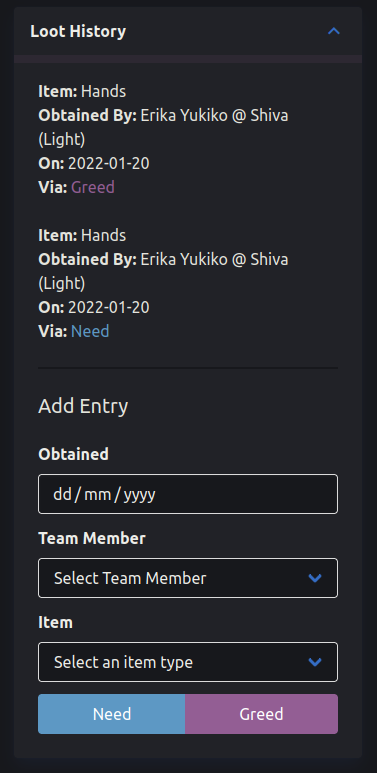 Loot History
Item: Hands
Obtained By: Erika Yukiko @ Shiva
(Light)
On: 2022-01-20
Via: Greed
Item: Hands
Obtained By: Erika Yukiko @ Shiva
(Light)
On: 2022-01-20
Via: Need
Add Entry
Obtained
dd/mm/yyyy
Team Member
Select Team Member
Item
Select an item type
Need Greed